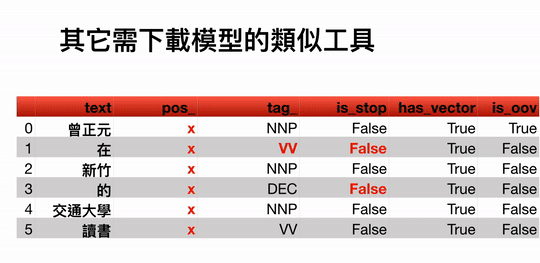 其它需下載模型的類似工具
text pos_ tag_ is_stop has_vector is_oov
0 曾正元 x NNP False True True
1 在 x VV False True False
2 新竹 x NNP False True False
3 的 x DEC False True False
4 交通大學 x NNP False True False
5 讀書 x VV False True False